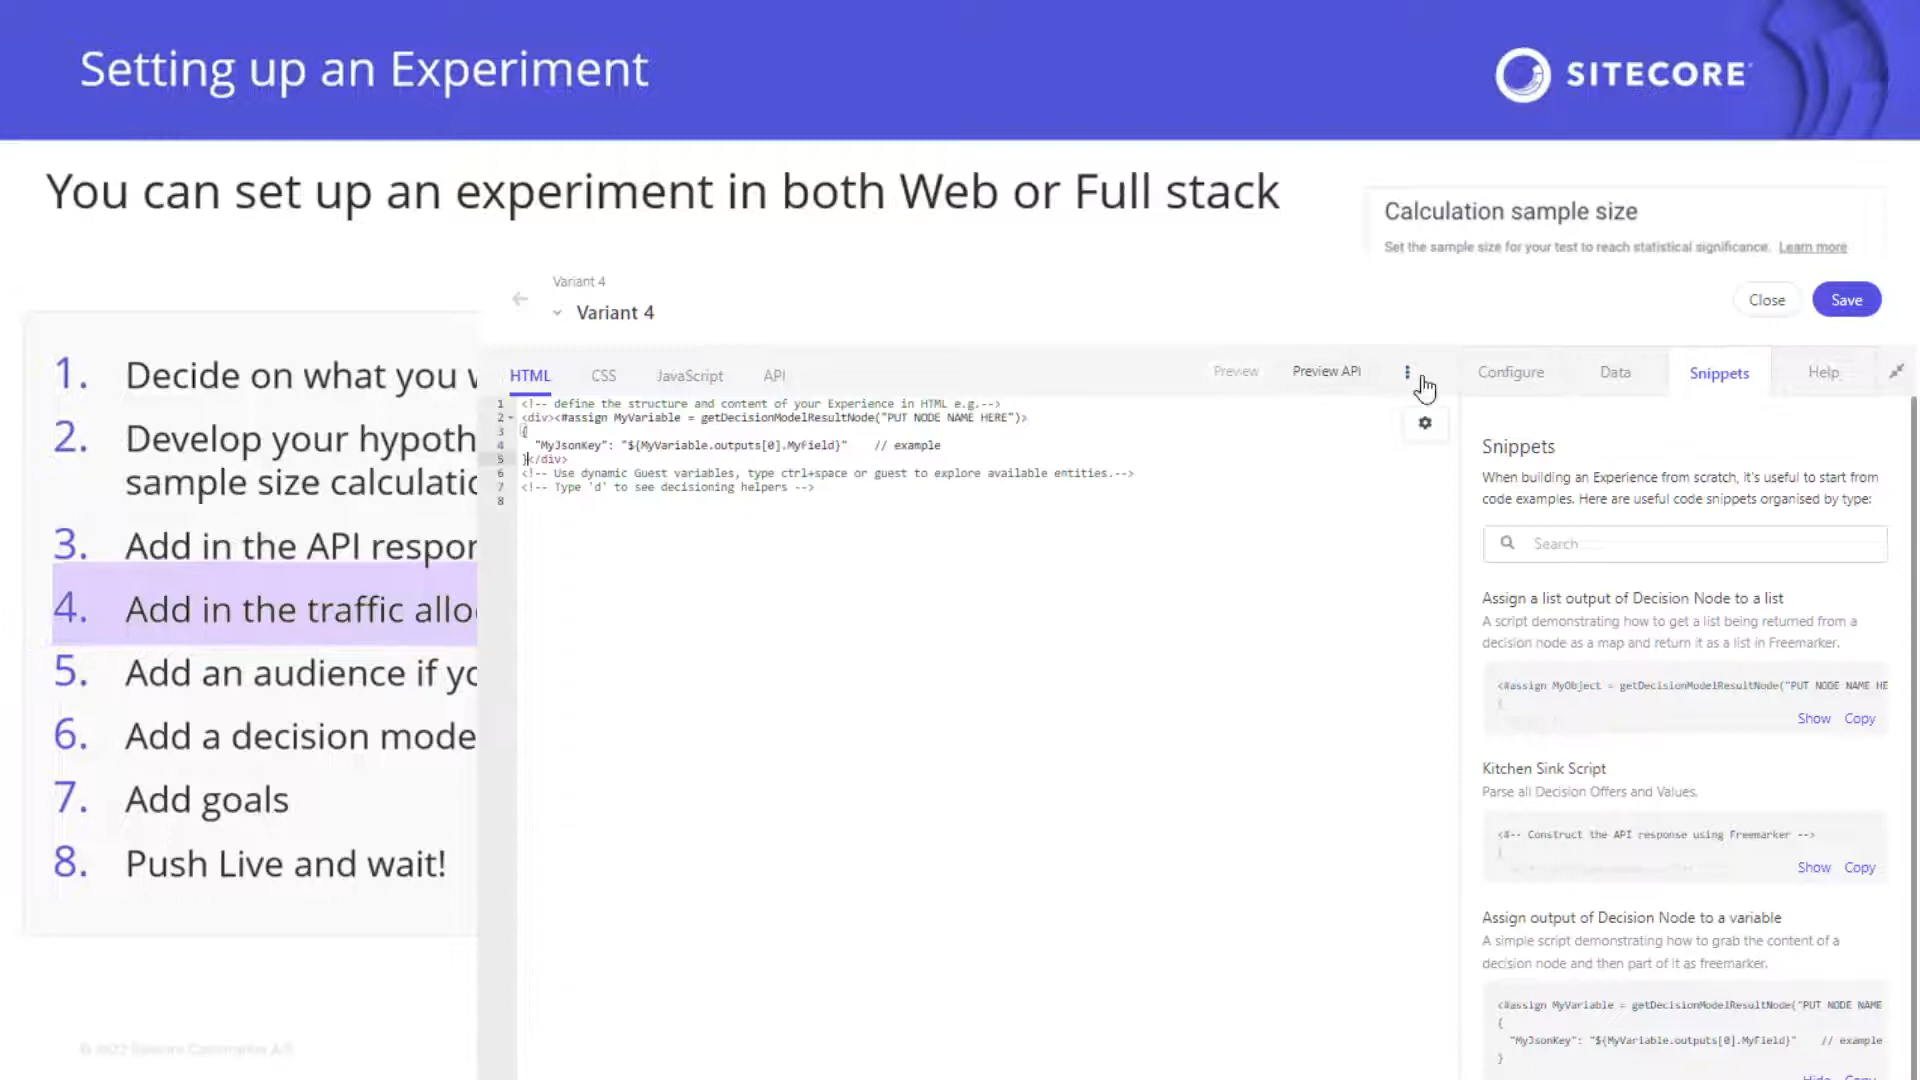 Setting up an Experiment
SITECORE
You can set up an experiment in both Web or Full stack
Calculation sample size
Set the sample size for your test to reach statistical significance. Learn more
Variant 4
Variant 4
Close
Save
1. Decide on what you
2. Develop your hypoth
sample size calculatio
3. Add in the API respon
4. Add in the traffic allo
5. Add an audience if yo
6. Add a decision mode
7. Add goals
8. Push Live and wait!
HTML CSS JavaScript API
Preview Preview API
1 <!-- define the structure and content of your Experience in HTML e.g.-->
2 <div><#assign MyVariable = getDecisionModelResultNode("PUT NODE NAME HERE")>
3 {
4 "MyJsonKey": "${MyVariable.outputs[0].MyField}" // example
5 }</div>
6 <!-- Use dynamic Guest variables, type ctrl+space or guest to explore available entities.-->
7 <!-- Type 'd' to see decisioning helpers -->
8
Configure Data Snippets Help
Snippets
When building an Experience from scratch, it's useful to start from
code examples. Here are useful code snippets organised by type:
Search
Assign a list output of Decision Node to a list
A script demonstrating how to get a list being returned from a
decision node as a map and return it as a list in Freemarker.
<#assign MyObject = getDecisionModelResultNode("PUT NODE NAME HE
{
Show Copy
Kitchen Sink Script
Parse all Decision Offers and Values.
<#-- Construct the API response using Freemarker -->
{
Show Copy
Assign output of Decision Node to a variable
A simple script demonstrating how to grab the content of a
decision node and then part of it as freemarker.
<#assign MyVariable = getDecisionModelResultNode("PUT NODE NAME
{
"MyJsonKey": "${MyVariable.outputs[0].MyField}" // example
}